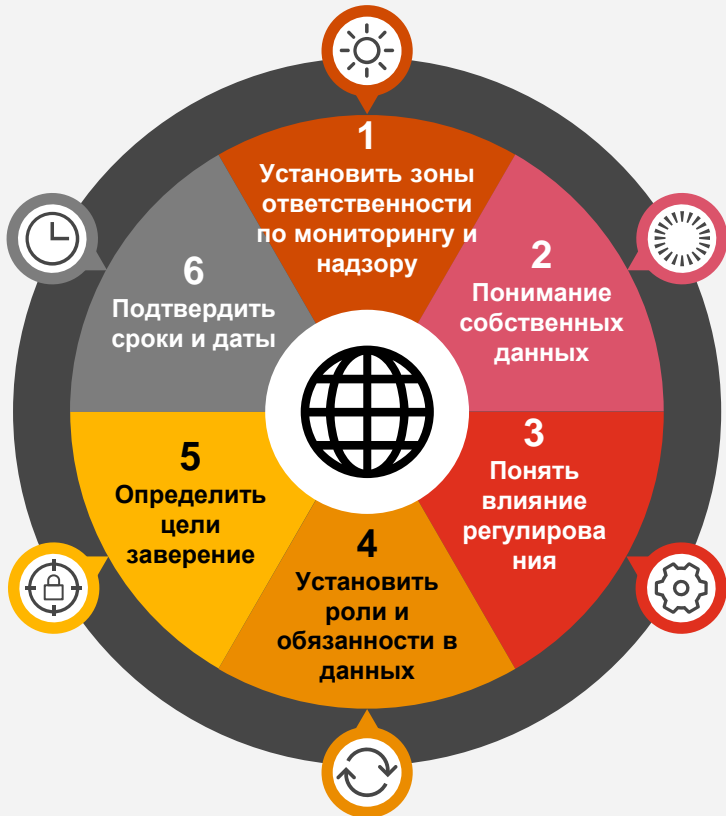 1
Установить зоны
ответственности
по мониторингу и
надзору
2
Понимание
собственных
данных
3
Понять
влияние
регулирова
ния
4
Установить
роли и
обязанности в
данных
5
Определить
цели
заверение
6
Подтвердить
сроки и даты